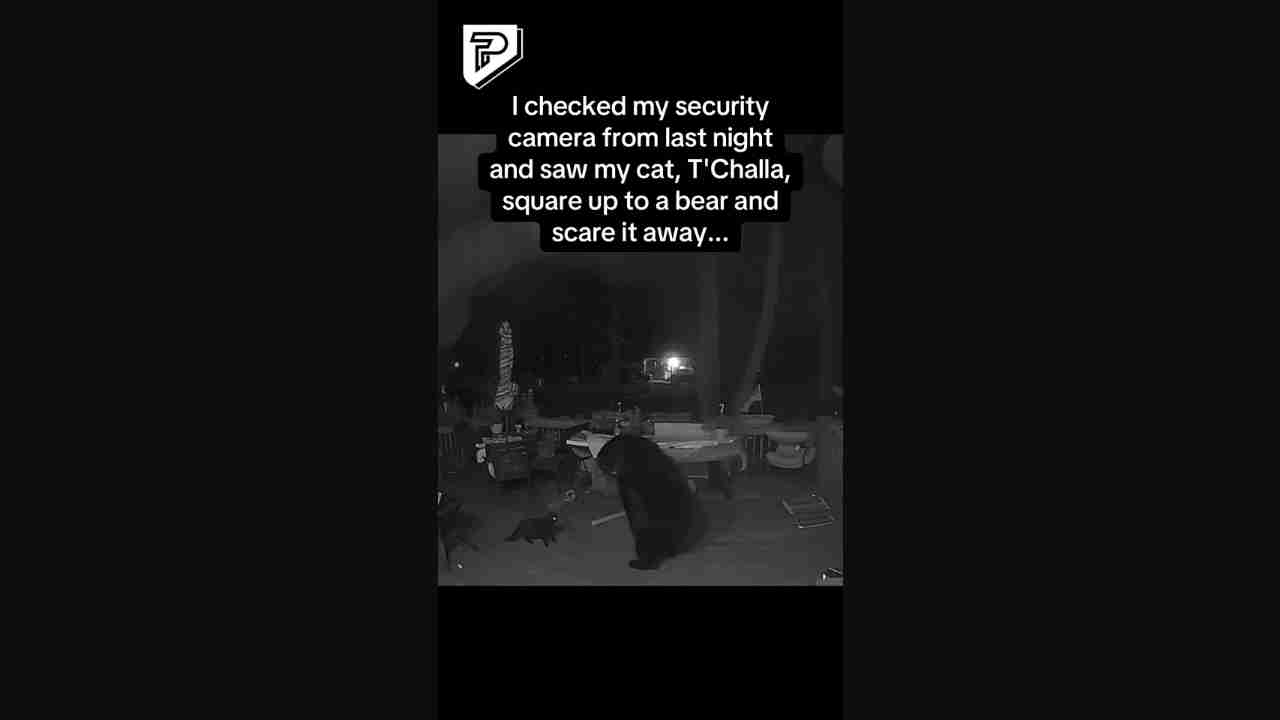 I checked my security
camera from last night
and saw my cat, T'Challa,
square up to a bear and
scare it away...